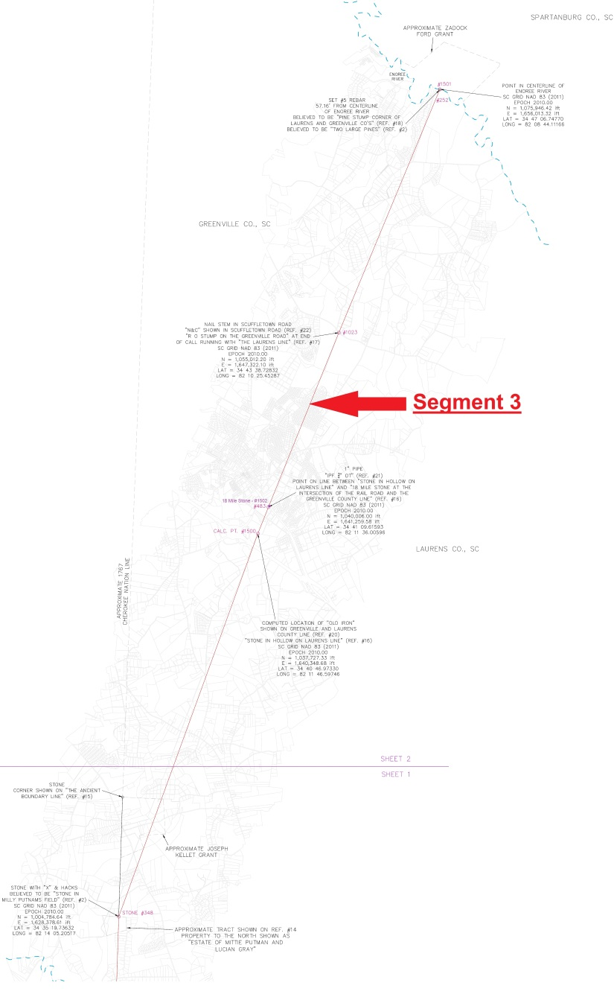 SPARTANBURG CO., SC
APPROXIMATE ZADOCK
FORD GRANT
ENOREE
RIVER
#1501
#252
POINT IN CENTERLINE OF
ENOREE RIVER
SC GRID NAD 83 (2011)
EPOCH 2010.00
N = 1,075,946.42 ift
E = 1,656,013.32 ift
LAT = 34 47 06.74770
LONG = 82 08 44.11166
SET #5 REBAR
57.16' FROM CENTERLINE
OF ENOREE RIVER
BELIEVED TO BE "PINE STUMP CORNER OF
LAURENS AND GREENVILLE CO'S" (REF. #18)
BELIEVED TO BE "TWO LARGE PINES" (REF. #2)
GREENVILLE CO., SC
NAIL STEM IN SCUFFLETOWN ROAD
"N&C" SHOWN IN SCUFFLETOWN ROAD (REF. #22)
"R O STUMP ON THE GREENVILLE ROAD" AT END
OF CALL RUNNING WITH "THE LAURENS LINE" (REF. #17)
SC GRID NAD 83 (2011)
EPOCH 2010.00
N = 1,055,012.20 ift
E = 1,647,322.10 ift
LAT = 34 43 38.72832
LONG = 82 10 25.45287
#1023
Segment 3
1" PIPE
"IPF ¾" OT" (REF. #21)
POINT ON LINE BETWEEN "STONE IN HOLLOW ON
LAURENS LINE" AND "18 MILE STONE AT THE
INTERSECTION OF THE RAIL ROAD AND THE
GREENVILLE COUNTY LINE" (REF. #16)
SC GRID NAD 83 (2011)
EPOCH 2010.00
N = 1,040,006.00 ift
E = 1,641,259.58 ift
LAT = 34 41 09.61593
LONG = 82 11 36.00596
18 Mile Stone - #1502
#483
CALC. PT. #1500
LAURENS CO., SC
APPROXIMATE 1767
CHEROKEE NATION LINE
COMPUTED LOCATION OF "OLD IRON"
SHOWN ON GREENVILLE AND LAURENS
COUNTY LINE (REF. #20)
"STONE IN HOLLOW ON LAURENS LINE" (REF. #16)
SC GRID NAD 83 (2011)
EPOCH 2010.00
N = 1,037,727.33 ift
E = 1,640,348.68 ift
LAT = 34 40 46.97330
LONG = 82 11 46.59746
SHEET 2
SHEET 1
STONE
CORNER SHOWN ON "THE ANCIENT
BOUNDARY LINE" (REF. #15)
APPROXIMATE JOSEPH
KELLET GRANT
STONE WITH "X" & HACKS
BELIEVED TO BE "STONE IN
MILLY PUTNAMS FIELD" (REF. #2)
SC GRID NAD 83 (2011)
EPOCH 2010.00
N = 1,004,784.64 ift
E = 1,628,378.61 ift
LAT = 34 35 19.73632
LONG = 82 14 05.20517
STONE #348
APPROXIMATE TRACT SHOWN ON REF. #14
PROPERTY TO THE NORTH SHOWN AS
"ESTATE OF MITTIE PUTMAN AND
LUCIAN GRAY"